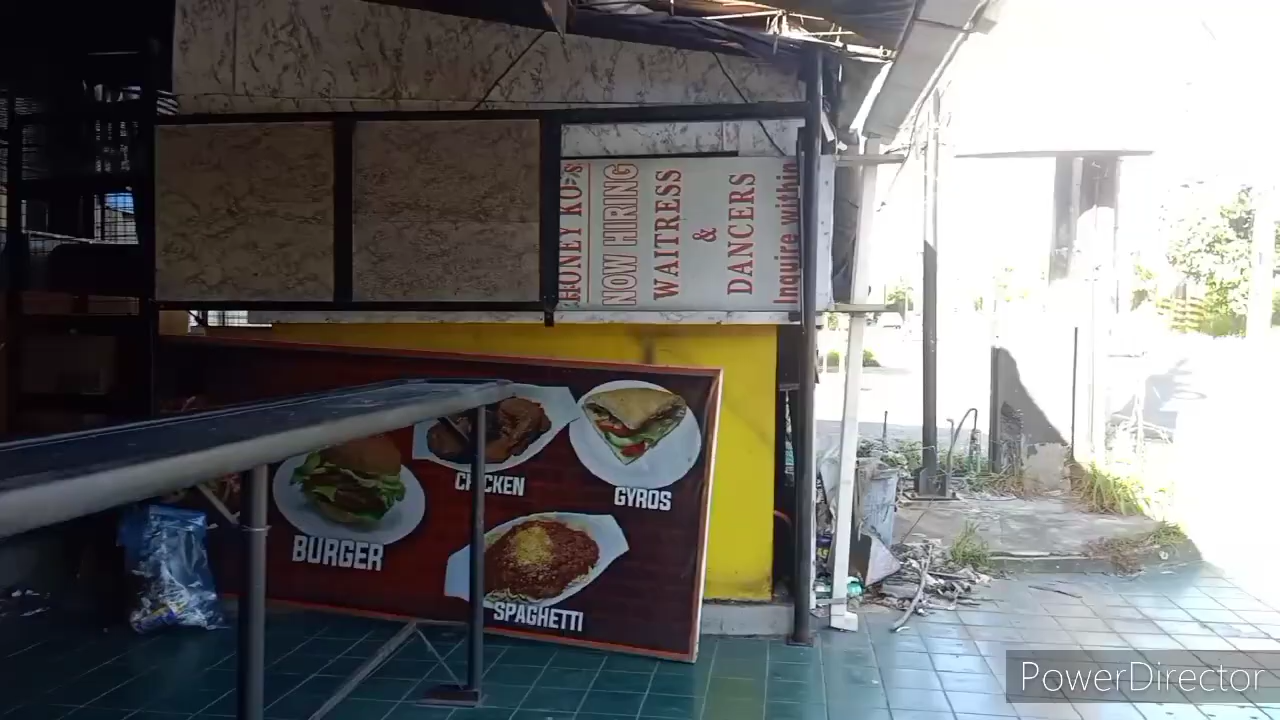 HONEY KO'S
NOW HIRING
WAITRESS
&
DANCERS
Inquire within
CHICKEN
GYROS
BURGER
SPAGHETTI
PowerDirector